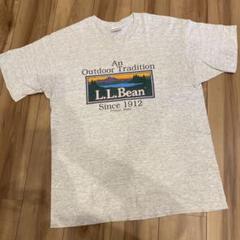 An
Outdoor Tradition
L.L.Bean
Since 1912